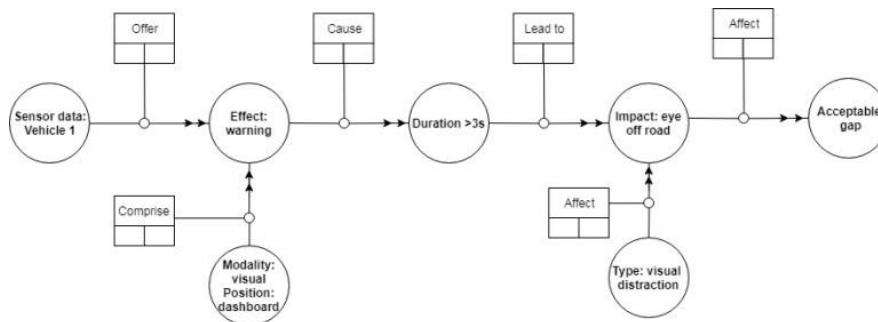 Offer
Cause
Lead to
Affect
Sensor data:
Vehicle 1
Effect:
warning
Duration >3s
Impact: eye
off road
Acceptable
gap
Comprise
Affect
Modality:
visual
Position:
dashboard
Type: visual
distraction